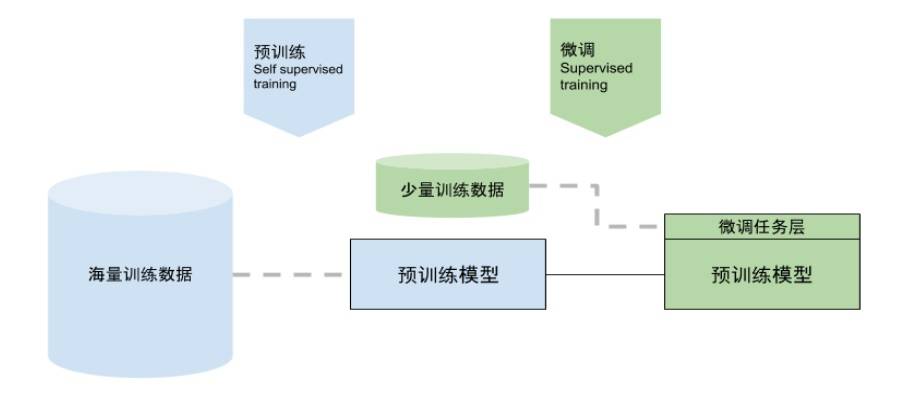 预训练
Self supervised
training
微调
Supervised
training
少量训练数据
微调任务层
海量训练数据
预训练模型
预训练模型